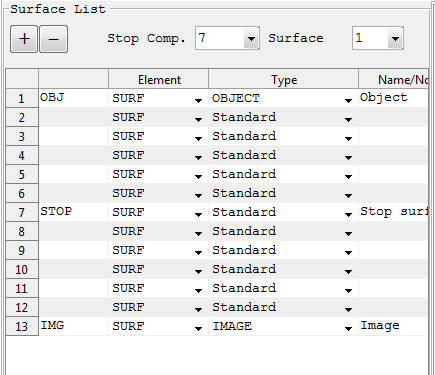 Surface List
+ − Stop Comp. 7 Surface 1
Element Type Name/No
1 OBJ SURF OBJECT Object
2 SURF Standard
3 SURF Standard
4 SURF Standard
5 SURF Standard
6 SURF Standard
7 STOP SURF Standard Stop surf
8 SURF Standard
9 SURF Standard
10 SURF Standard
11 SURF Standard
12 SURF Standard
13 IMG SURF IMAGE Image